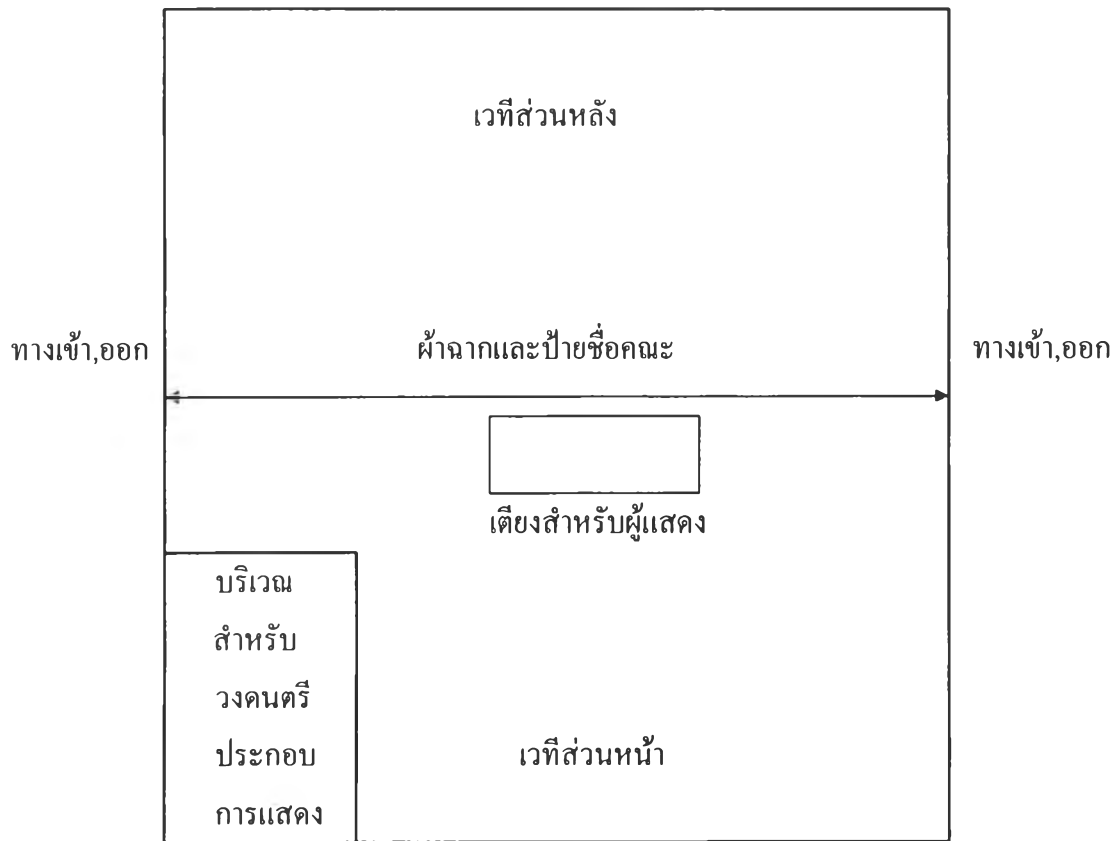 เวทีส่วนหลัง
ทางเข้า,ออก
ผ้าฉากและป้ายชื่อคณะ
ทางเข้า,ออก
เตียงสำหรับผู้แสดง
บริเวณ
สำหรับ
วงดนตรี
ประกอบ
การแสดง
เวทีส่วนหน้า